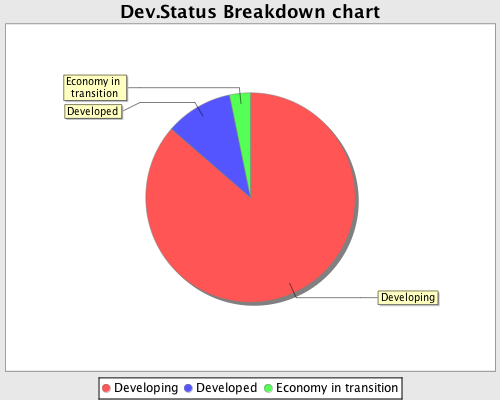 Dev.Status Breakdown chart
Economy in
transition
Developed
Developing
Developing Developed Economy in transition